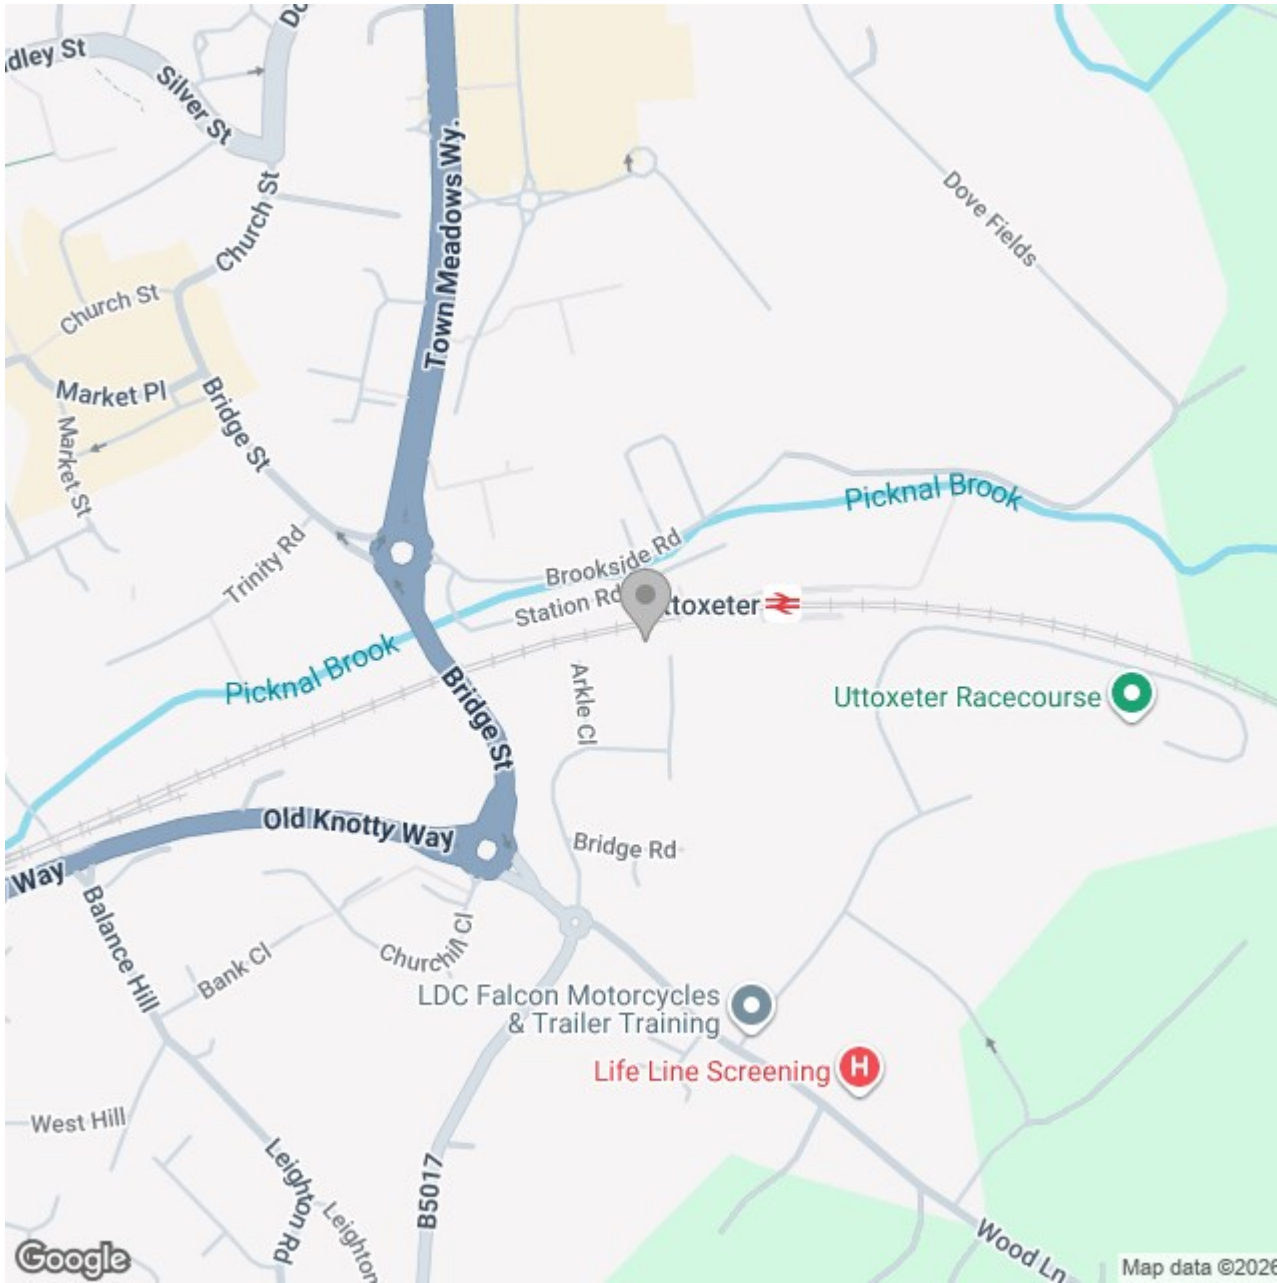 dley St
Silver St
Do
Church St
Town Meadows Wy.
Dove Fields
Church St
Market Pl
Market St
Bridge St
Picknal Brook
Trinity Rd
Brookside Rd
Station Rd
ttoxeter
Picknal Brook
Arkle Cl
Bridge St
Uttoxeter Racecourse
Old Knotty Way
Bridge Rd
Way
Balance Hill
Churchill Cl
Bank Cl
LDC Falcon Motorcycles
& Trailer Training
Life Line Screening
H
West Hill
Leighton Rd
Leighton
B5017
Wood Ln
Google
Map data ©2026